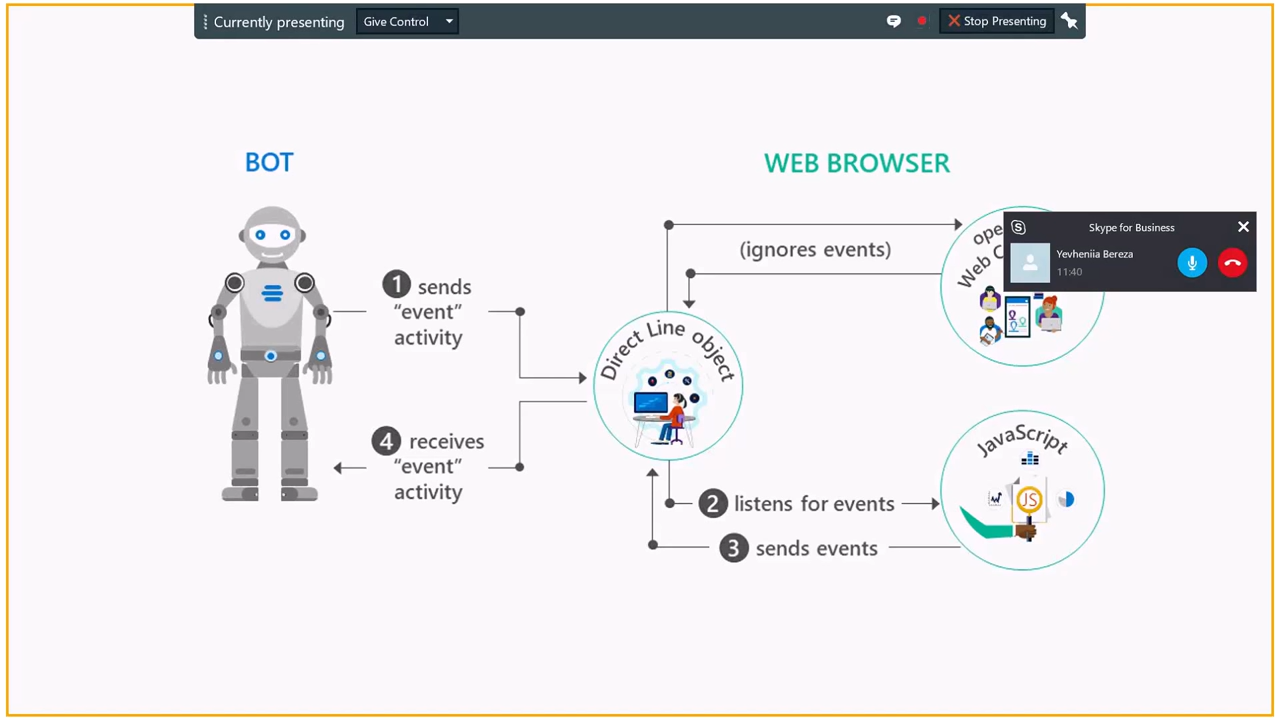 Currently presenting
Give Control
Stop Presenting
BOT
WEB BROWSER
1 sends
“event”
activity
4 receives
“event”
activity
Direct Line object
(ignores events)
Skype for Business
Yevheniia Bereza
11:40
Web
JavaScript
JS
2 listens for events
3 sends events